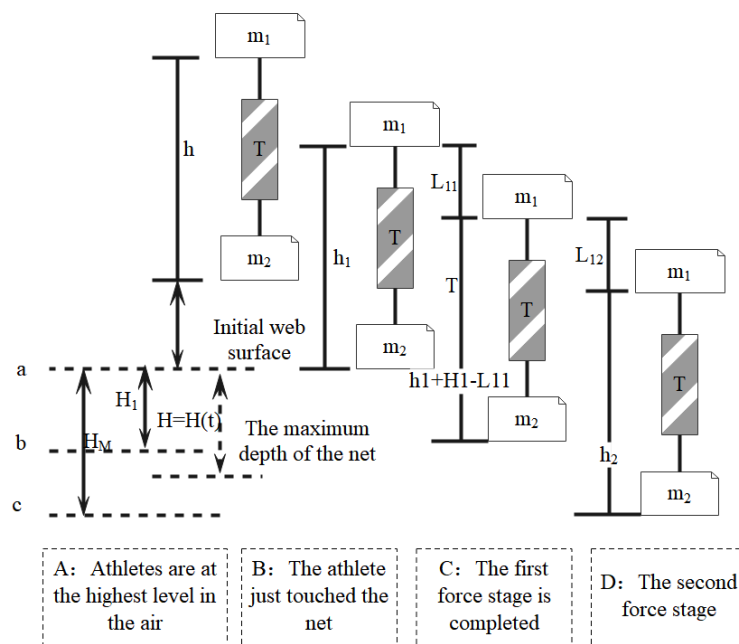 m1
h
T
m2
m1
h1
T
m2
L11
m1
T
T
h1+H1-L11
m2
L12
m1
T
h2
m2
Initial web
surface
a
H1
H=H(t)
The maximum
depth of the net
b
HM
c
A：Athletes are at
the highest level in
the air
B：The athlete
just touched the
net
C：The first
force stage is
completed
D：The second
force stage